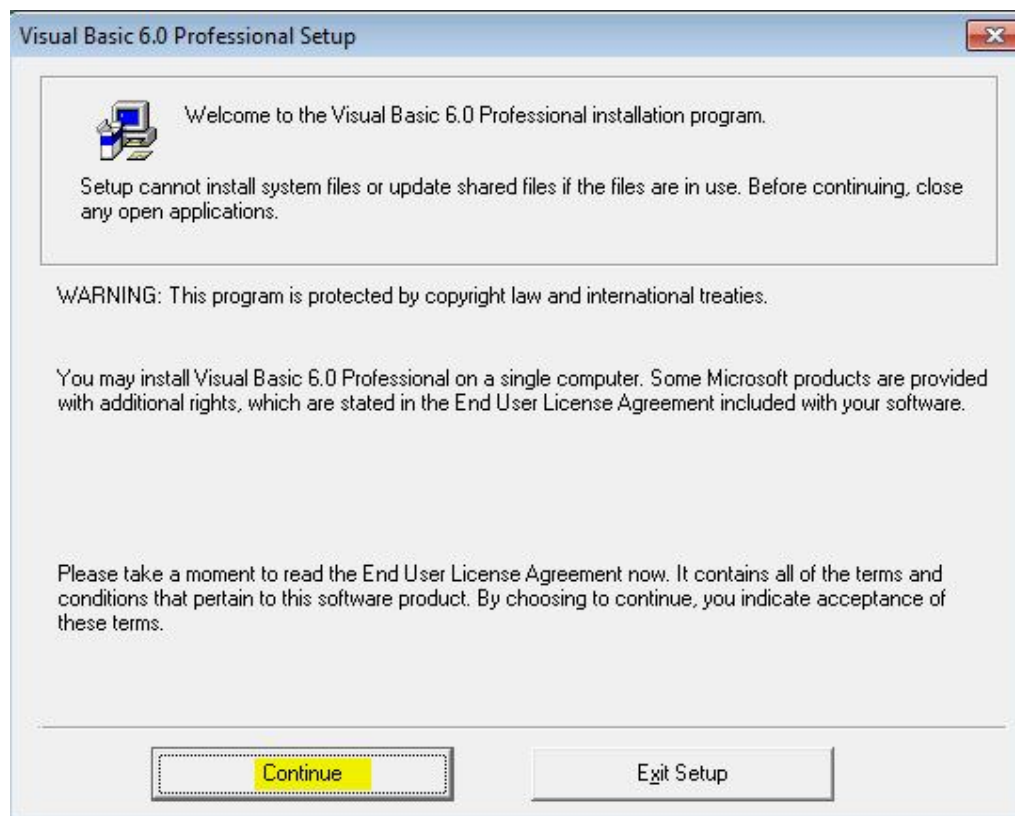 Visual Basic 6.0 Professional Setup
Welcome to the Visual Basic 6.0 Professional installation program.
Setup cannot install system files or update shared files if the files are in use. Before continuing, close
any open applications.
WARNING: This program is protected by copyright law and international treaties.
You may install Visual Basic 6.0 Professional on a single computer. Some Microsoft products are provided
with additional rights, which are stated in the End User License Agreement included with your software.
Please take a moment to read the End User License Agreement now. It contains all of the terms and
conditions that pertain to this software product. By choosing to continue, you indicate acceptance of
these terms.
Continue
Exit Setup